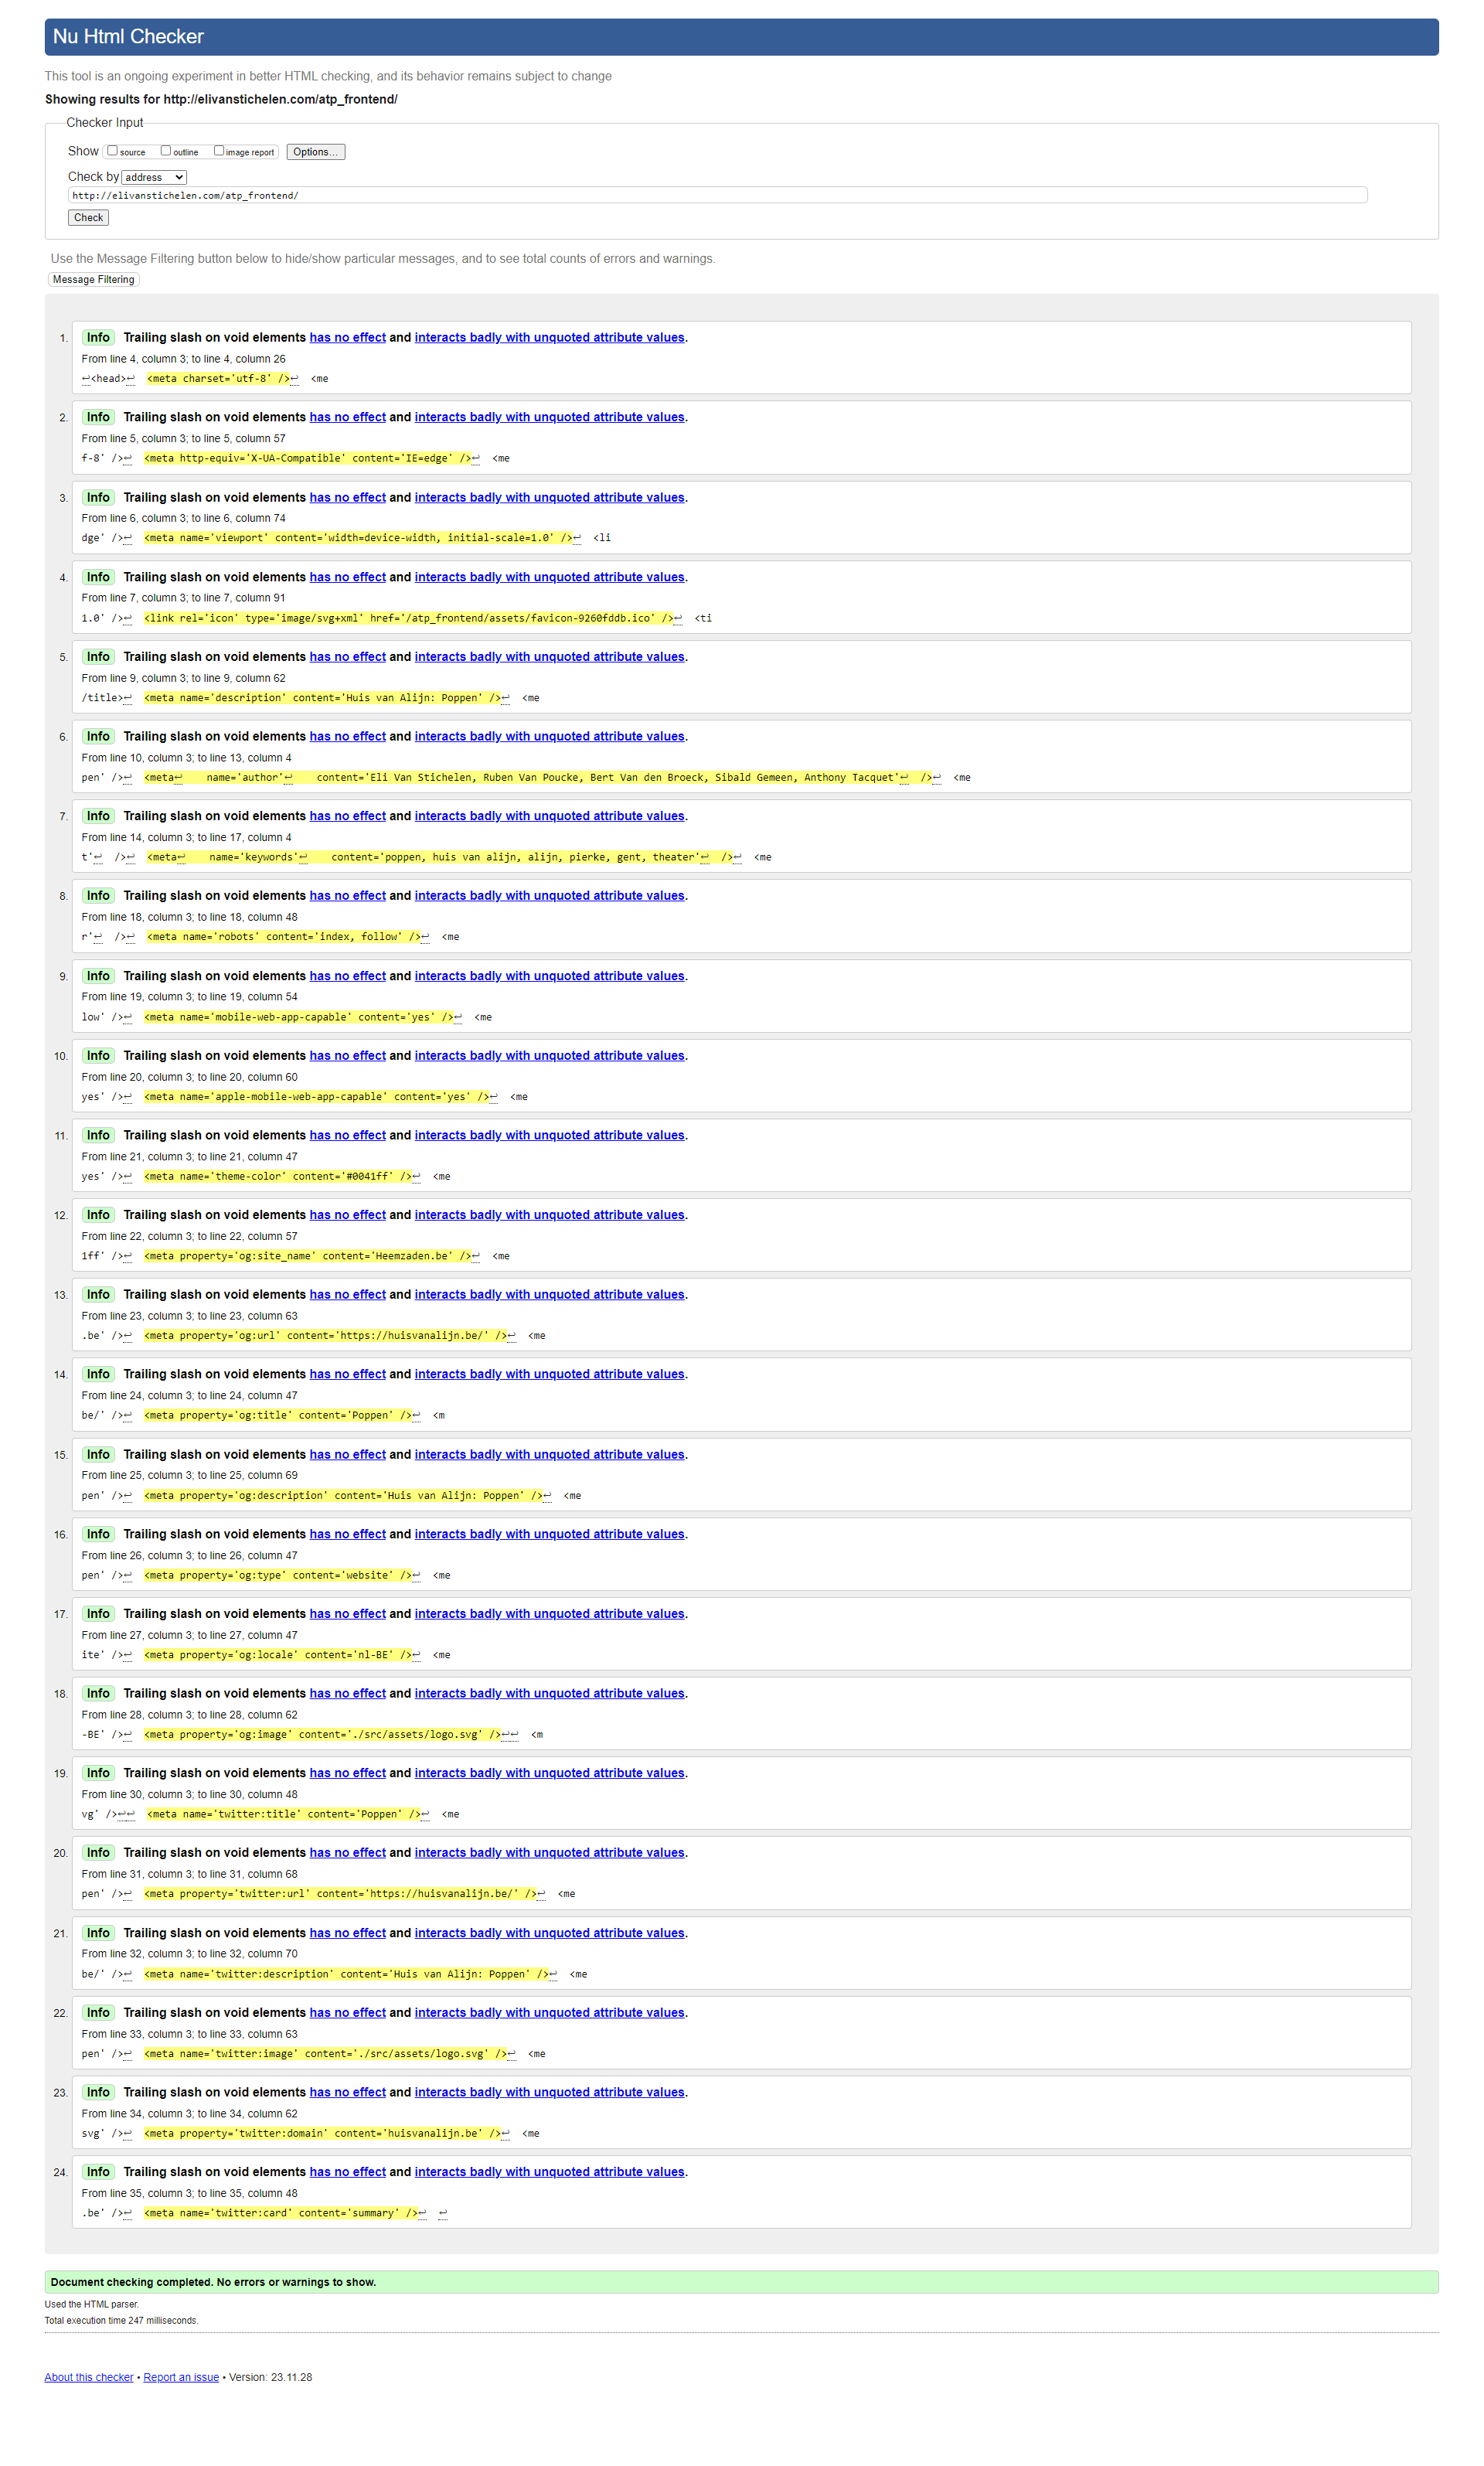 Nu Html Checker
This tool is an ongoing experiment in better HTML checking, and its behavior remains subject to change
Showing results for http://elivanstichelen.com/atp_frontend/
Checker Input
Show source outline image report Options...
Check by address
http://elivanstichelen.com/atp_frontend/
Check
Use the Message Filtering button below to hide/show particular messages, and to see total counts of errors and warnings.
Message Filtering
1. Info Trailing slash on void elements has no effect and interacts badly with unquoted attribute values.
From line 4, column 3; to line 4, column 26
↩<head>↩ <meta charset='utf-8' />↩ <me
2. Info Trailing slash on void elements has no effect and interacts badly with unquoted attribute values.
From line 5, column 3; to line 5, column 57
f-8' />↩ <meta http-equiv='X-UA-Compatible' content='IE=edge' />↩ <me
3. Info Trailing slash on void elements has no effect and interacts badly with unquoted attribute values.
From line 6, column 3; to line 6, column 74
dge' />↩ <meta name='viewport' content='width=device-width, initial-scale=1.0' />↩ <li
4. Info Trailing slash on void elements has no effect and interacts badly with unquoted attribute values.
From line 7, column 3; to line 7, column 91
1.0' />↩ <link rel='icon' type='image/svg+xml' href='/atp_frontend/assets/favicon-9260fddb.ico' />↩ <ti
5. Info Trailing slash on void elements has no effect and interacts badly with unquoted attribute values.
From line 9, column 3; to line 9, column 62
/title>↩ <meta name='description' content='Huis van Alijn: Poppen' />↩ <me
6. Info Trailing slash on void elements has no effect and interacts badly with unquoted attribute values.
From line 10, column 3; to line 13, column 4
pen' />↩ <meta↩ name='author'↩ content='Eli Van Stichelen, Ruben Van Poucke, Bert Van den Broeck, Sibald Gemeen, Anthony Tacquet'↩ />↩ <me
7. Info Trailing slash on void elements has no effect and interacts badly with unquoted attribute values.
From line 14, column 3; to line 17, column 4
t'↩ />↩ <meta↩ name='keywords'↩ content='poppen, huis van alijn, alijn, pierke, gent, theater'↩ />↩ <me
8. Info Trailing slash on void elements has no effect and interacts badly with unquoted attribute values.
From line 18, column 3; to line 18, column 48
r'↩ />↩ <meta name='robots' content='index, follow' />↩ <me
9. Info Trailing slash on void elements has no effect and interacts badly with unquoted attribute values.
From line 19, column 3; to line 19, column 54
low' />↩ <meta name='mobile-web-app-capable' content='yes' />↩ <me
10. Info Trailing slash on void elements has no effect and interacts badly with unquoted attribute values.
From line 20, column 3; to line 20, column 60
yes' />↩ <meta name='apple-mobile-web-app-capable' content='yes' />↩ <me
11. Info Trailing slash on void elements has no effect and interacts badly with unquoted attribute values.
From line 21, column 3; to line 21, column 47
yes' />↩ <meta name='theme-color' content='#0041ff' />↩ <me
12. Info Trailing slash on void elements has no effect and interacts badly with unquoted attribute values.
From line 22, column 3; to line 22, column 57
1ff' />↩ <meta property='og:site_name' content='Heemzaden.be' />↩ <me
13. Info Trailing slash on void elements has no effect and interacts badly with unquoted attribute values.
From line 23, column 3; to line 23, column 63
.be' />↩ <meta property='og:url' content='https://huisvanalijn.be/' />↩ <me
14. Info Trailing slash on void elements has no effect and interacts badly with unquoted attribute values.
From line 24, column 3; to line 24, column 47
be/' />↩ <meta property='og:title' content='Poppen' />↩ <m
15. Info Trailing slash on void elements has no effect and interacts badly with unquoted attribute values.
From line 25, column 3; to line 25, column 69
pen' />↩ <meta property='og:description' content='Huis van Alijn: Poppen' />↩ <me
16. Info Trailing slash on void elements has no effect and interacts badly with unquoted attribute values.
From line 26, column 3; to line 26, column 47
pen' />↩ <meta property='og:type' content='website' />↩ <me
17. Info Trailing slash on void elements has no effect and interacts badly with unquoted attribute values.
From line 27, column 3; to line 27, column 47
ite' />↩ <meta property='og:locale' content='nl-BE' />↩ <me
18. Info Trailing slash on void elements has no effect and interacts badly with unquoted attribute values.
From line 28, column 3; to line 28, column 62
-BE' />↩ <meta property='og:image' content='./src/assets/logo.svg' />↩↩ <m
19. Info Trailing slash on void elements has no effect and interacts badly with unquoted attribute values.
From line 30, column 3; to line 30, column 48
vg' />↩↩ <meta name='twitter:title' content='Poppen' />↩ <me
20. Info Trailing slash on void elements has no effect and interacts badly with unquoted attribute values.
From line 31, column 3; to line 31, column 68
pen' />↩ <meta property='twitter:url' content='https://huisvanalijn.be/' />↩ <me
21. Info Trailing slash on void elements has no effect and interacts badly with unquoted attribute values.
From line 32, column 3; to line 32, column 70
be/' />↩ <meta name='twitter:description' content='Huis van Alijn: Poppen' />↩ <me
22. Info Trailing slash on void elements has no effect and interacts badly with unquoted attribute values.
From line 33, column 3; to line 33, column 63
pen' />↩ <meta name='twitter:image' content='./src/assets/logo.svg' />↩ <me
23. Info Trailing slash on void elements has no effect and interacts badly with unquoted attribute values.
From line 34, column 3; to line 34, column 62
svg' />↩ <meta property='twitter:domain' content='huisvanalijn.be' />↩ <me
24. Info Trailing slash on void elements has no effect and interacts badly with unquoted attribute values.
From line 35, column 3; to line 35, column 48
.be' />↩ <meta name='twitter:card' content='summary' />↩ ↩
Document checking completed. No errors or warnings to show.
Used the HTML parser.
Total execution time 247 milliseconds.
About this checker • Report an issue • Version: 23.11.28